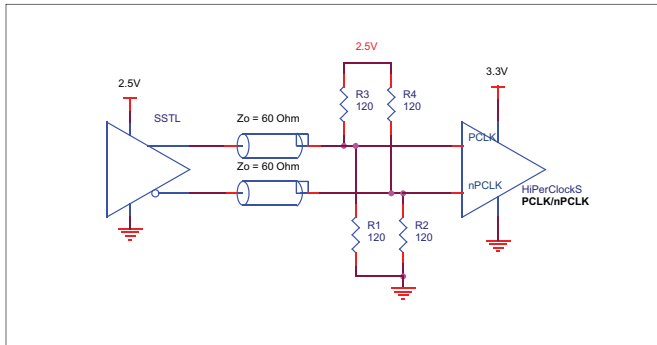 2.5V
2.5V
3.3V
SSTL
R3
120
R4
120
Zo = 60 Ohm
PCLK
Zo = 60 Ohm
nPCLK
HiPerClockS
PCLK/nPCLK
R1
120
R2
120